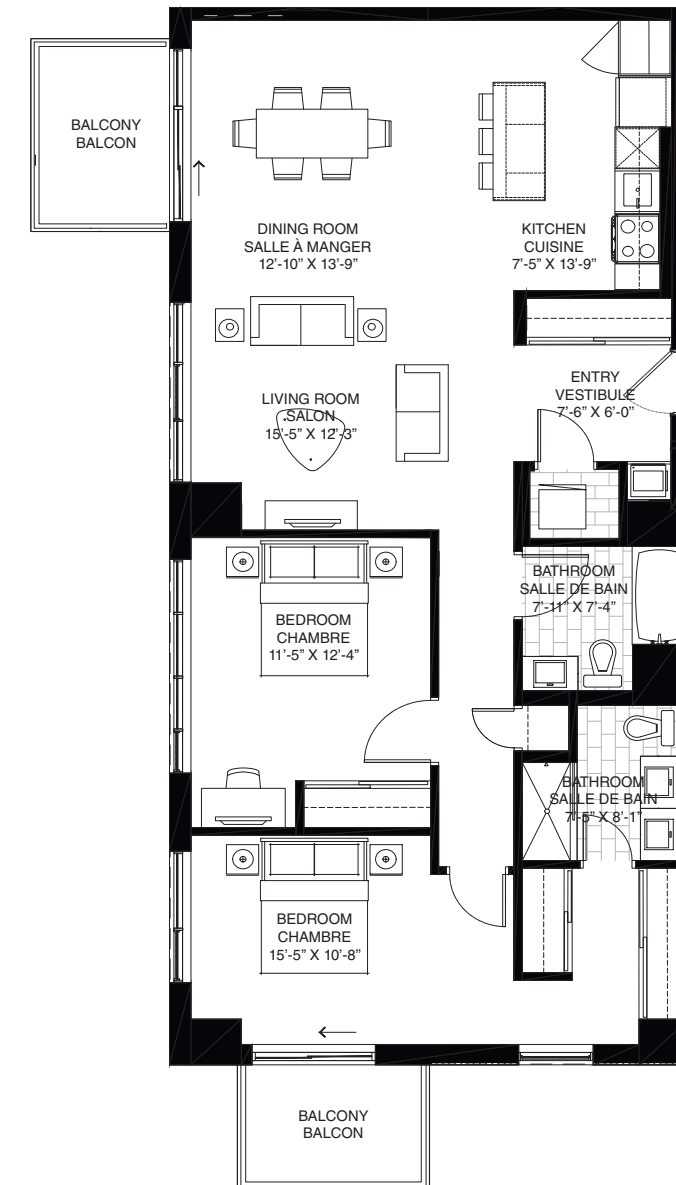 BALCONY
BALCON
DINING ROOM
SALLE À MANGER
12'-10" X 13'-9"
KITCHEN
CUISINE
7'-5" X 13'-9"
LIVING ROOM
SALON
15'-5" X 12'-3"
ENTRY
VESTIBULE
7'-6" X 6'-0"
BATHROOM
SALLE DE BAIN
7'-11" X 7'-4"
BEDROOM
CHAMBRE
11'-5" X 12'-4"
BATHROOM
SALLE DE BAIN
7'-5" X 8'-1"
BEDROOM
CHAMBRE
15'-5" X 10'-8"
BALCONY
BALCON